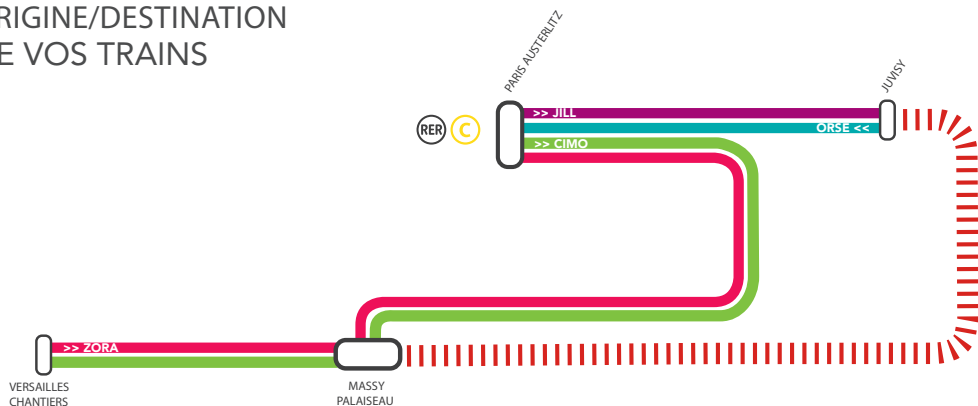 RIGINE/DESTINATION
E VOS TRAINS
PARIS AUSTERLITZ
JUVISY
RER C
>> JILL
ORSE <<
>> CIMO
>> ZORA
VERSAILLES
CHANTIERS
MASSY
PALAISEAU